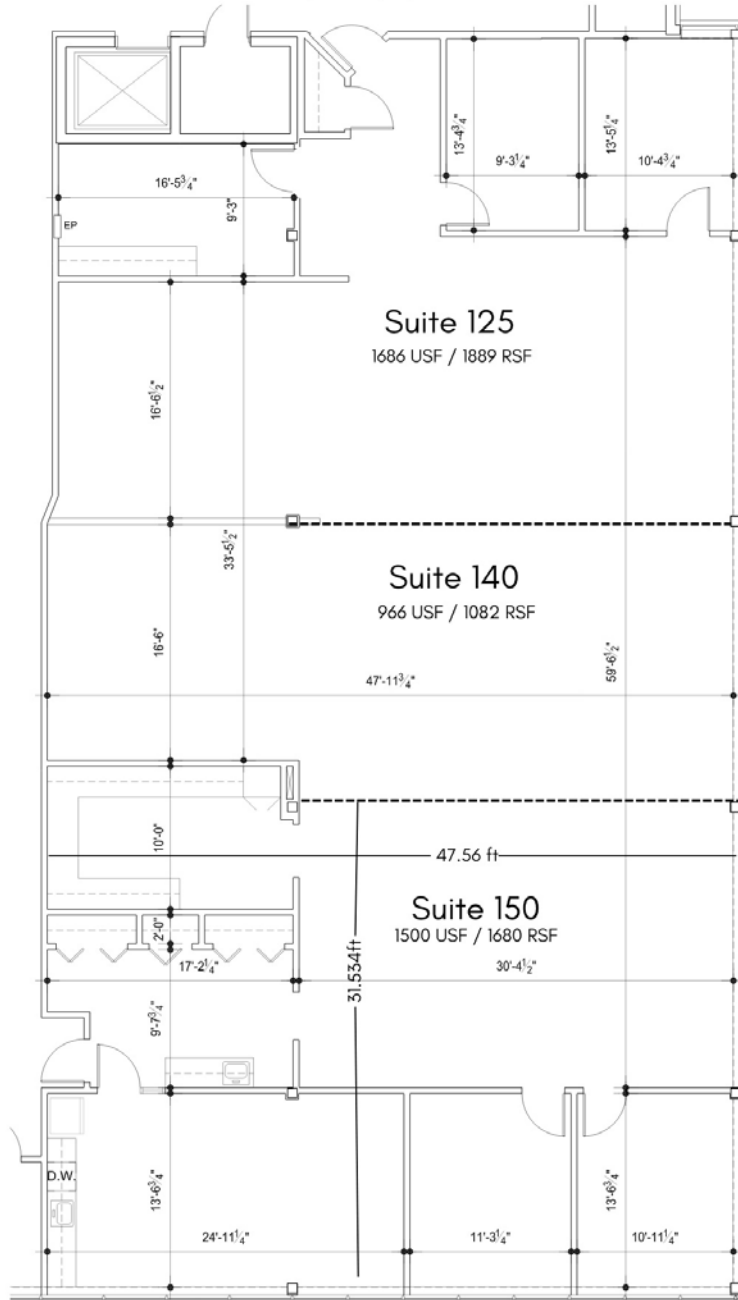 13'-4¾"
9'-3¼"
13'-5¼"
10'-4¾"
16'-5¾"
9'-3"
EP
Suite 125
1686 USF / 1889 RSF
16'-6½"
33'-5½"
Suite 140
966 USF / 1082 RSF
16'-6"
59'-6½"
47'-11¾"
10'-0"
47.56 ft
Suite 150
1500 USF / 1680 RSF
2'-0"
17'-2¼"
31.534ft
30'-4½"
9'-7¾"
D.W.
13'-6¾"
13'-6¾"
24'-11¼"
11'-3¼"
10'-11¼"